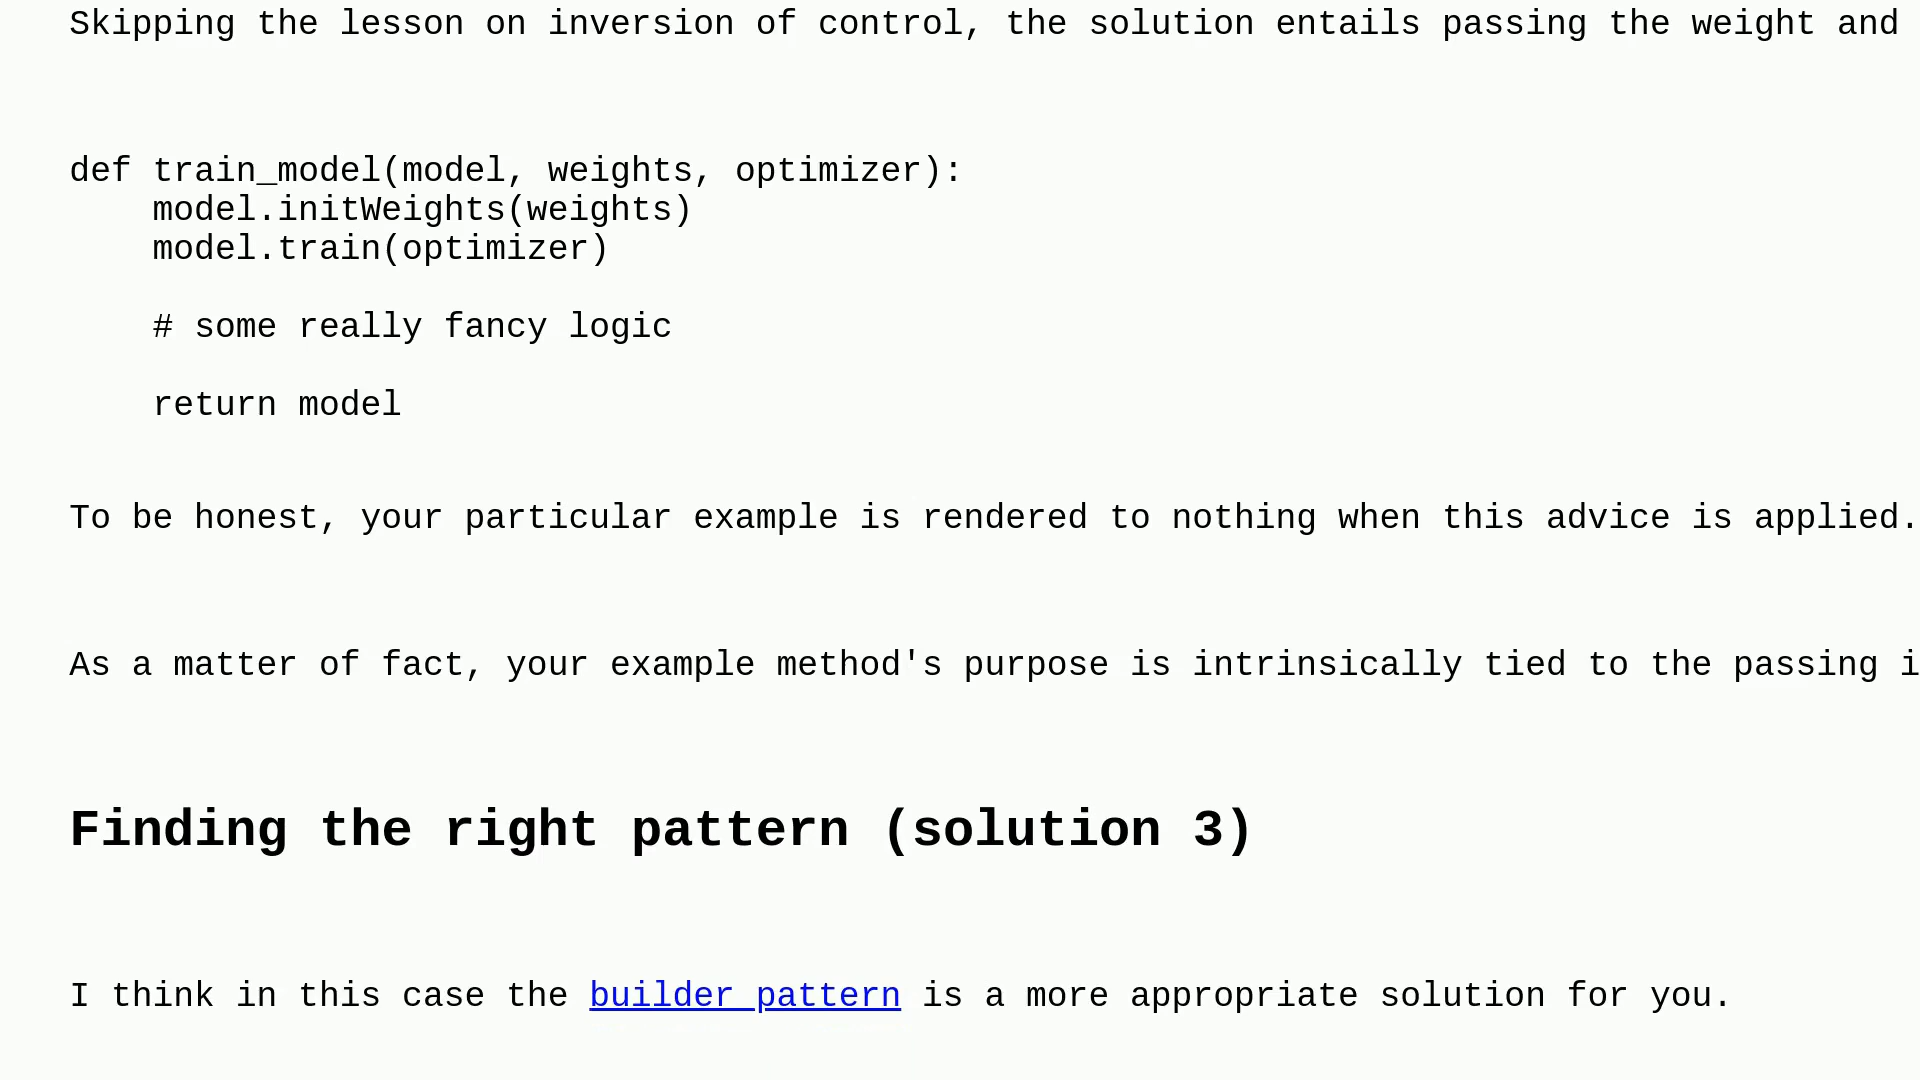 Skipping the lesson on inversion of control, the solution entails passing the weight and
def train_model(model, weights, optimizer):
    model.initWeights(weights)
    model.train(optimizer)
    # some really fancy logic
    return model
To be honest, your particular example is rendered to nothing when this advice is applied.
As a matter of fact, your example method's purpose is intrinsically tied to the passing i
Finding the right pattern (solution 3)
I think in this case the builder pattern is a more appropriate solution for you.